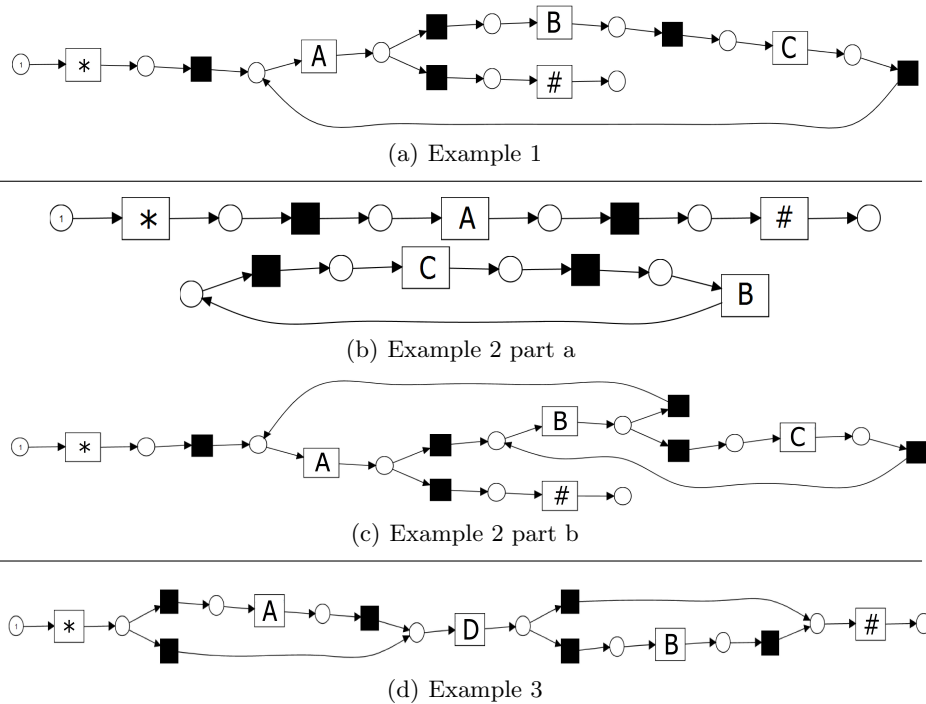 B
A
C
1
*
#
(a) Example 1
1
*
A
#
C
B
(b) Example 2 part a
B
C
1
*
A
#
(c) Example 2 part b
A
1
*
D
#
B
(d) Example 3